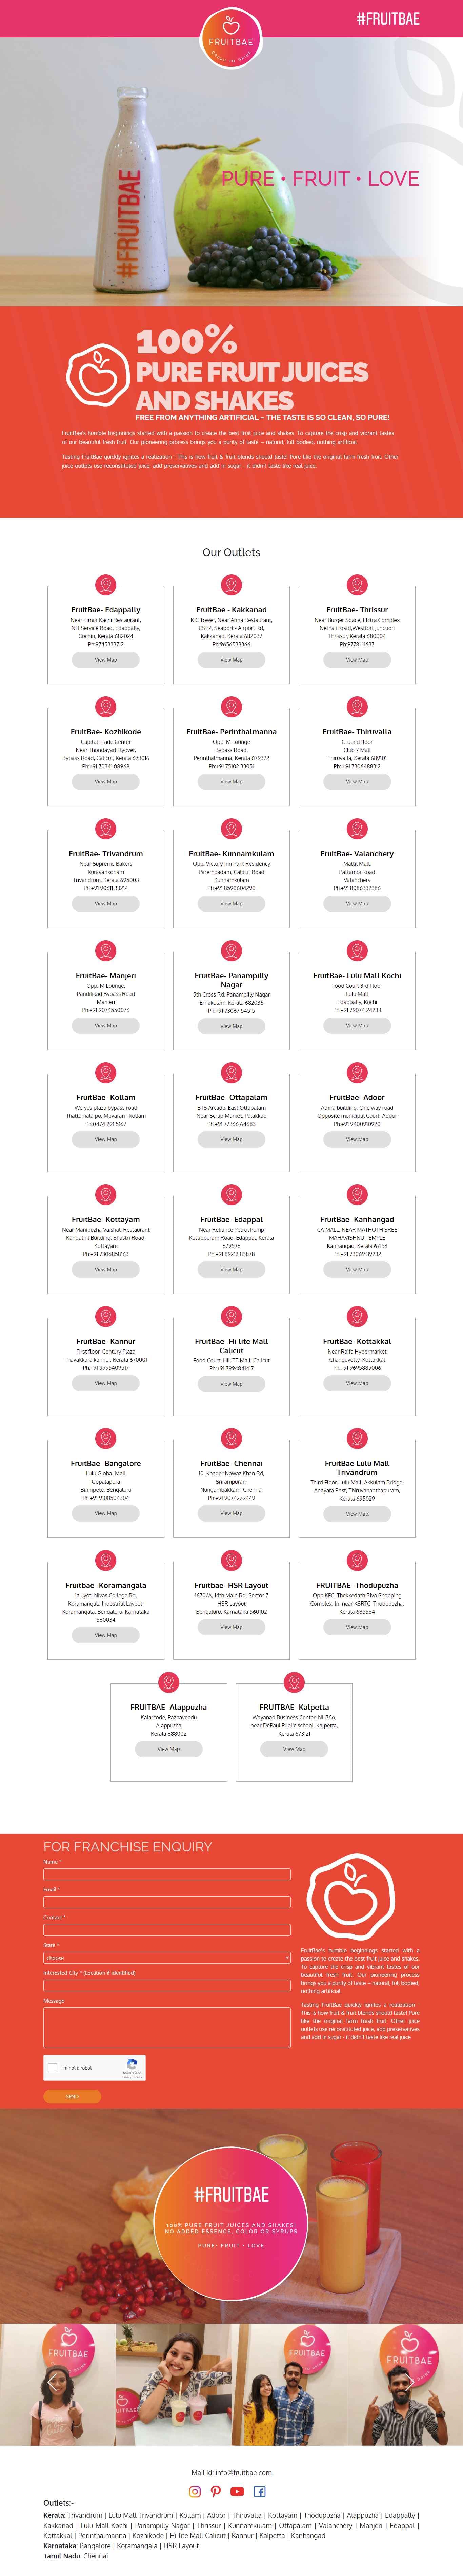 #FRUITBAE
FRUITBAE
FRESH TO DRINK
#FRUITBAE
PURE • FRUIT • LOVE
100%
PURE FRUIT JUICES
AND SHAKES
FREE FROM ANYTHING ARTIFICIAL – THE TASTE IS SO CLEAN, SO PURE!
FruitBae's humble beginnings started with a passion to create the best fruit juice and shakes. To capture the crisp and vibrant tastes
of our beautiful fresh fruit. Our pioneering process brings you a purity of taste – natural, full bodied, nothing artificial.
Tasting FruitBae quickly ignites a realization - This is how fruit & fruit blends should taste! Pure like the original farm fresh fruit. Other
juice outlets use reconstituted juice, add preservatives and add in sugar - it didn't taste like real juice
Our Outlets
FruitBae- Edappally
Near Timur Kachi Restaurant,
NH Service Road, Edappally,
Cochin, Kerala 682024
Ph:9745333712
View Map
FruitBae - Kakkanad
K C Tower, Near Anna Restaurant,
CSEZ, Seaport - Airport Rd,
Kakkanad, Kerala 682037
Ph:9656533366
View Map
FruitBae- Thrissur
Near Burger Space, Elctra Complex
Nethaji Road,Westfort Junction
Thrissur, Kerala 680004
Ph:97781 11637
View Map
FruitBae- Kozhikode
Capital Trade Center
Near Thondayad Flyover,
Bypass Road, Calicut, Kerala 673016
Ph:+91 70341 08968
View Map
FruitBae- Perinthalmanna
Opp. M Lounge
Bypass Road,
Perinthalmanna, Kerala 679322
Ph:+91 75102 33051
View Map
FruitBae- Thiruvalla
Ground floor
Club 7 Mall
Thiruvalla, Kerala 689101
Ph: +91 7306488312
View Map
FruitBae- Trivandrum
Near Supreme Bakers
Kuravankonam
Trivandrum, Kerala 695003
Ph:+91 90611 33214
View Map
FruitBae- Kunnamkulam
Opp. Victory Inn Park Residency
Parempadam, Calicut Road
Kunnamkulam
Ph:+91 8590604290
View Map
FruitBae- Valanchery
Mattil Mall,
Pattambi Road
Valanchery
Ph:+91 8086332386
View Map
FruitBae- Manjeri
Opp. M Lounge,
Pandikkad Bypass Road
Manjeri
Ph:+91 9074550076
View Map
FruitBae- Panampilly
Nagar
5th Cross Rd, Panampilly Nagar
Ernakulam, Kerala 682036
Ph:+91 73067 54515
View Map
FruitBae- Lulu Mall Kochi
Food Court 3rd Floor
Lulu Mall
Edappally, Kochi
Ph:+91 79074 24233
View Map
FruitBae- Kollam
We yes plaza bypass road
Thattamala po, Mevaram, kollam
Ph:0474 291 5167
View Map
FruitBae- Ottapalam
BTS Arcade, East Ottapalam
Near Scrap Market, Palakkad
Ph:+91 77366 64683
View Map
FruitBae- Adoor
Athira building, One way road
Opposite municipal Court, Adoor
Ph:+91 9400910920
View Map
FruitBae- Kottayam
Near Manipuzha Vaishali Restaurant
Kandathil Building, Shastri Road,
Kottayam
Ph:+91 7306858163
View Map
FruitBae- Edappal
Near Reliance Petrol Pump
Kuttippuram Road, Edappal, Kerala
679576
Ph:+91 89212 83878
View Map
FruitBae- Kanhangad
CA MALL, NEAR MATHOTH SREE
MAHAVISHNU TEMPLE
Kanhangad, Kerala 67153
Ph:+91 73069 39232
View Map
FruitBae- Kannur
First floor, Century Plaza
Thavakkara,kannur, Kerala 670001
Ph:+91 9995409517
View Map
FruitBae- Hi-lite Mall
Calicut
Food Court, HiLITE Mall, Calicut
Ph:+91 7994841417
View Map
FruitBae- Kottakkal
Near Raifa Hypermarket
Changuvetty, Kottakkal
Ph:+91 9695885006
View Map
FruitBae- Bangalore
Lulu Global Mall
Gopalapura
Binnipete, Bengaluru
Ph:+91 9108504304
View Map
FruitBae- Chennai
10, Khader Nawaz Khan Rd,
Srirampuram
Nungambakkam, Chennai
Ph:+91 9074229449
View Map
FruitBae-Lulu Mall
Trivandrum
Third Floor, Lulu Mall, Akkulam Bridge,
Anayara Post, Thiruvananthapuram,
Kerala 695029
View Map
Fruitbae- Koramangala
1a, Jyoti Nivas College Rd,
Koramangala Industrial Layout,
Koramangala, Bengaluru, Karnataka
560034
View Map
Fruitbae- HSR Layout
1670/A, 14th Main Rd, Sector 7
HSR Layout
Bengaluru, Karnataka 560102
View Map
FRUITBAE- Thodupuzha
Opp KFC, Thekkedath Riva Shopping
Complex, Jn, near KSRTC, Thodupuzha,
Kerala 685584
View Map
FRUITBAE- Alappuzha
Kalarcode, Pazhaveedu
Alappuzha
Kerala 688002
View Map
FRUITBAE- Kalpetta
Wayanad Business Center, NH766,
near DePaul Public school, Kalpetta,
Kerala 673121
View Map
FOR FRANCHISE ENQUIRY
Name *
Email *
Contact *
State *
choose
Interested City * (Location if Identified)
Message
I'm not a robot
reCAPTCHA
Privacy - Terms
SEND
FruitBae's humble beginnings started with a
passion to create the best fruit juice and shakes.
To capture the crisp and vibrant tastes of our
beautiful fresh fruit. Our pioneering process
brings you a purity of taste – natural, full bodied,
nothing artificial.
Tasting FruitBae quickly ignites a realization -
This is how fruit & fruit blends should taste! Pure
like the original farm fresh fruit. Other juice
outlets use reconstituted juice, add preservatives
and add in sugar - it didn't taste like real juice
#FRUITBAE
100% PURE FRUIT JUICES AND SHAKES!
NO ADDED ESSENCE, COLOR OR SYRUPS
PURE• FRUIT • LOVE
FRUITBAE
FRUITBAE
FRUITBAE
Mail Id: info@fruitbae.com
Outlets:-
Kerala: Trivandrum | Lulu Mall Trivandrum | Kollam | Adoor | Thiruvalla | Kottayam | Thodupuzha | Alappuzha | Edappally |
Kakkanad | Lulu Mall Kochi | Panampilly Nagar | Thrissur | Kunnamkulam | Ottapalam | Valanchery | Manjeri | Edappal |
Kottakkal | Perinthalmanna | Kozhikode | Hi-lite Mall Calicut | Kannur | Kalpetta | Kanhangad
Karnataka: Bangalore | Koramangala | HSR Layout
Tamil Nadu: Chennai